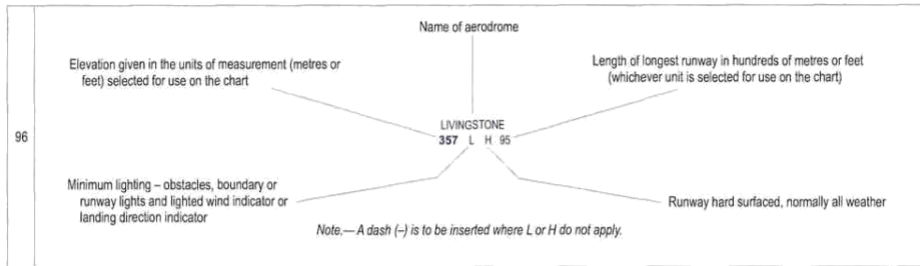 Name of aerodrome
Elevation given in the units of measurement (metres or
feet) selected for use on the chart
Length of longest runway in hundreds of metres or feet
(whichever unit is selected for use on the chart)
96
LIVINGSTONE
357 L H 95
Minimum lighting – obstacles, boundary or
runway lights and lighted wind indicator or
landing direction indicator
Runway hard surfaced, normally all weather
Note.— A dash (–) is to be inserted where L or H do not apply.